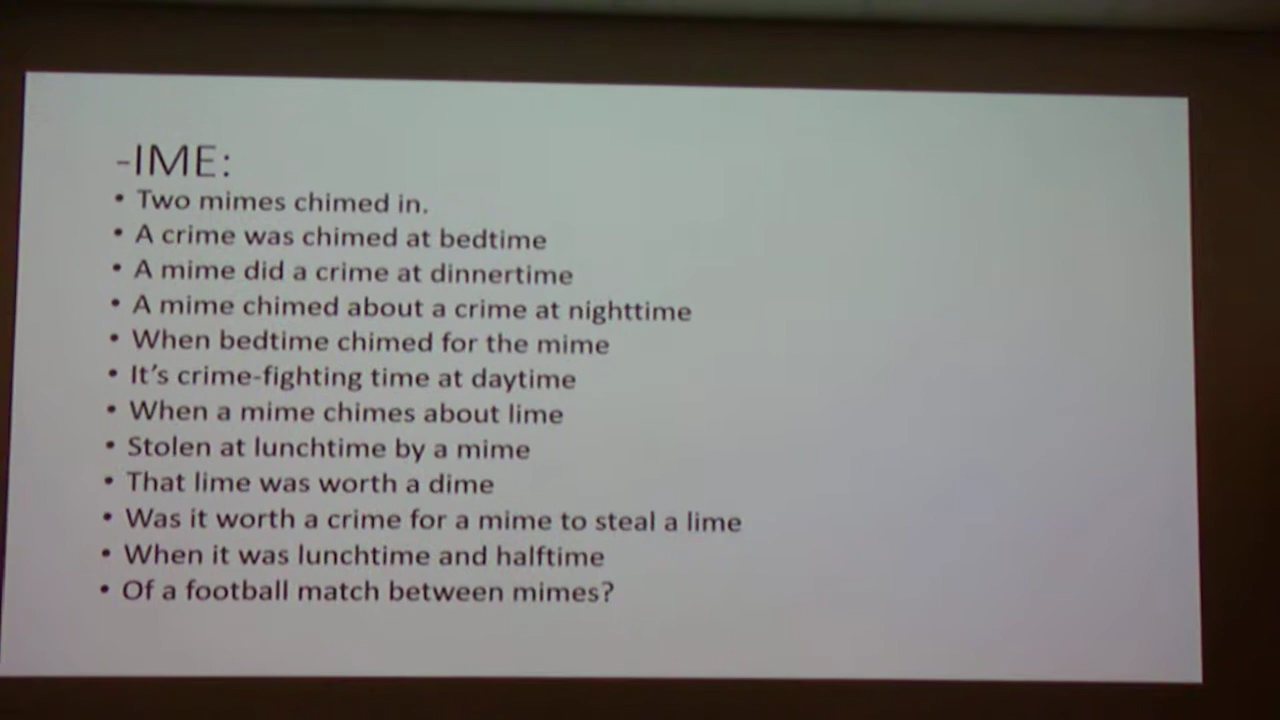 -IME:
• Two mimes chimed in.
• A crime was chimed at bedtime
• A mime did a crime at dinnertime
• A mime chimed about a crime at nighttime
• When bedtime chimed for the mime
• It's crime-fighting time at daytime
• When a mime chimes about lime
• Stolen at lunchtime by a mime
• That lime was worth a dime
• Was it worth a crime for a mime to steal a lime
• When it was lunchtime and halftime
• Of a football match between mimes?